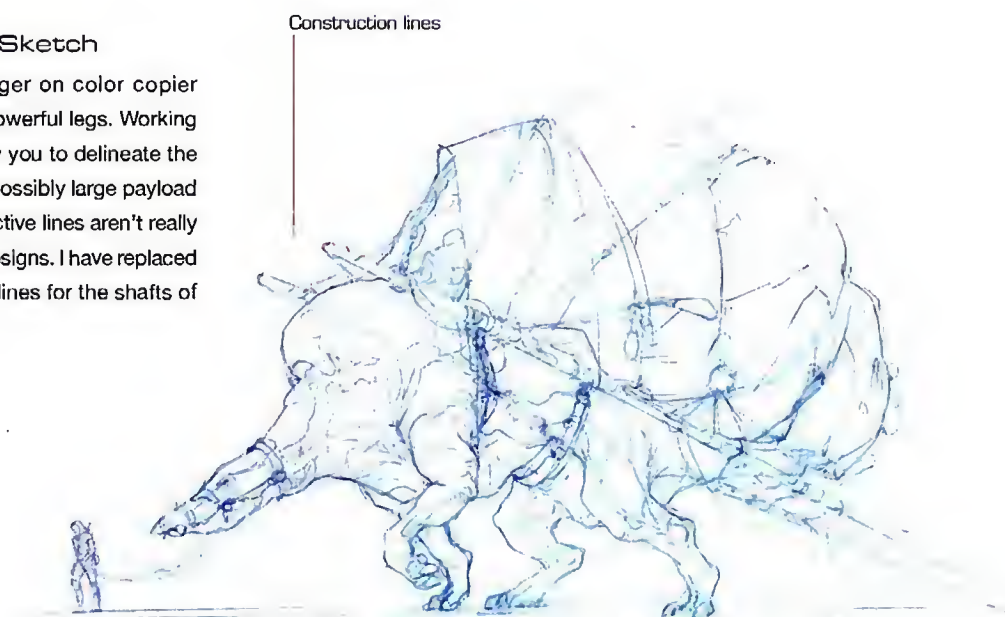 Construction lines
Sketch
ger on color copier
owerful legs. Working
you to delineate the
ossibly large payload
ctive lines aren't really
signs. I have replaced
lines for the shafts of